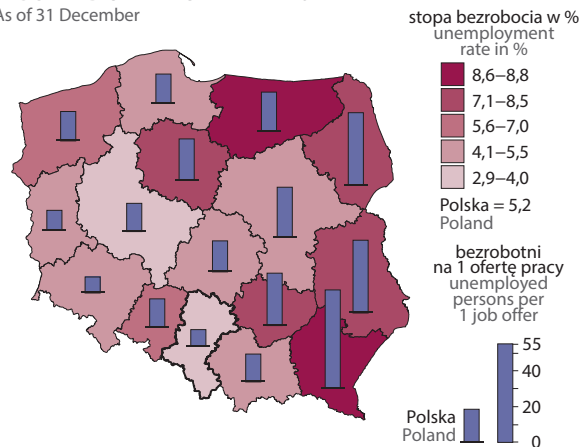 As of 31 December
stopa bezrobocia w %
unemployment
rate in %
8,6–8,8
7,1–8,5
5,6–7,0
4,1–5,5
2,9–4,0
Polska = 5,2
Poland
bezrobotni
na 1 ofertę pracy
unemployed
persons per
1 job offer
55
40
20
0
Polska
Poland